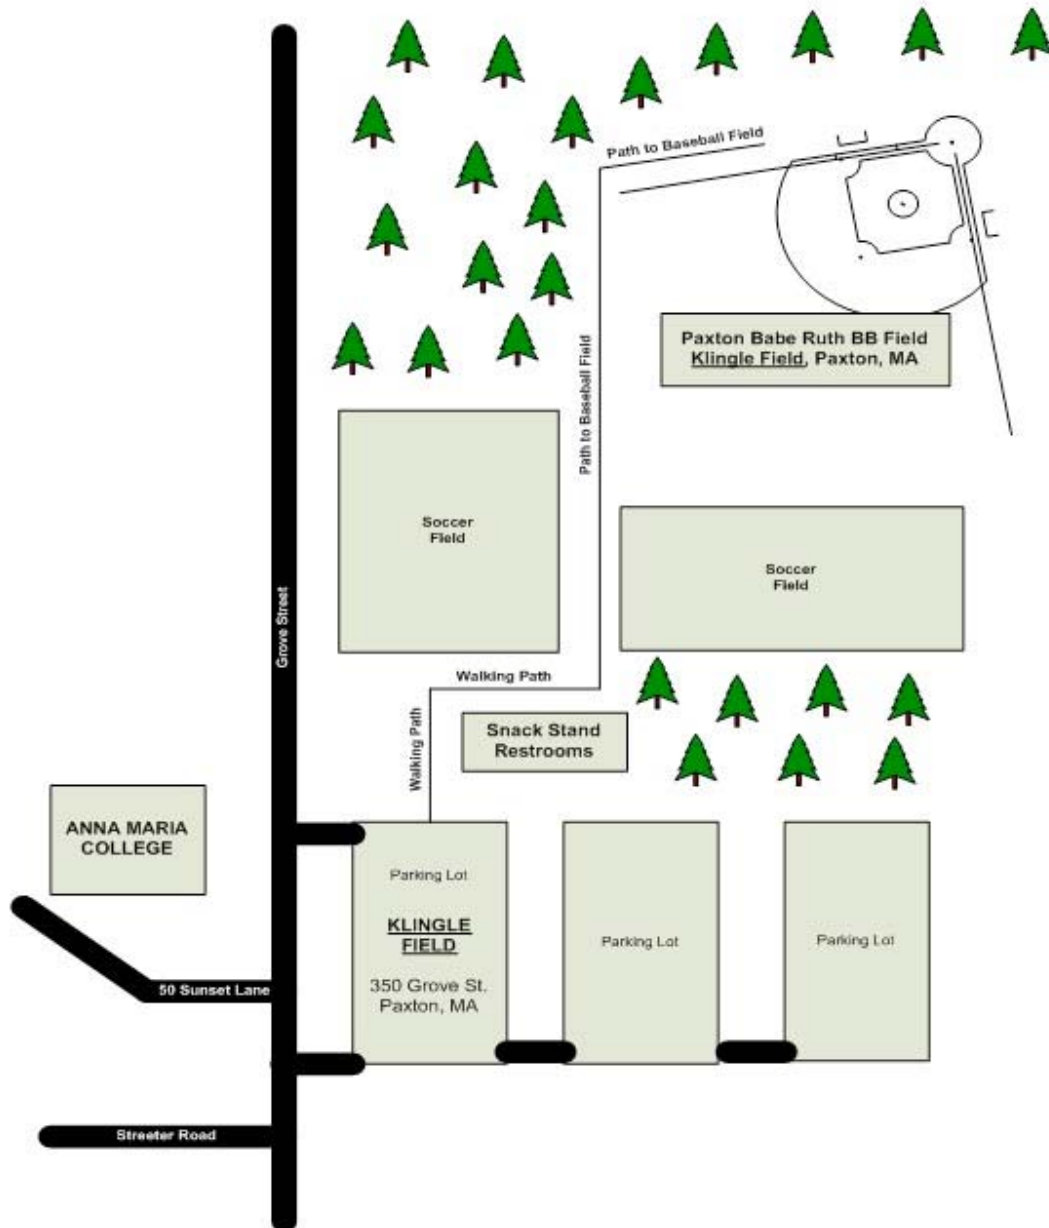 Path to Baseball Field
Paxton Babe Ruth BB Field
Klingle Field, Paxton, MA
Path to Baseball Field
Soccer
Field
Soccer
Field
Grove Street
Walking Path
Walking Path
Snack Stand
Restrooms
ANNA MARIA
COLLEGE
Parking Lot
KLINGLE
FIELD
350 Grove St.
Paxton, MA
Parking Lot
Parking Lot
50 Sunset Lane
Streeter Road